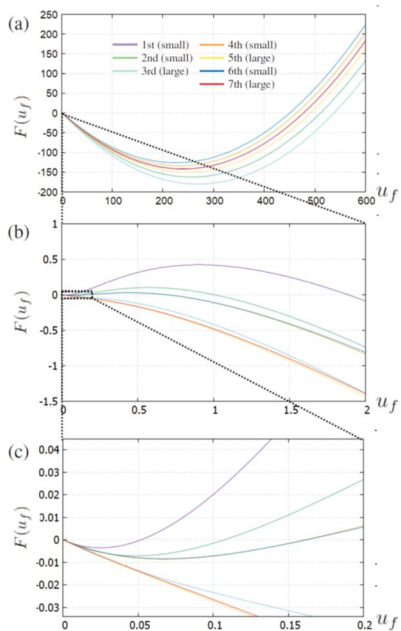 (a)
250
200
150
100
50
0
-50
-100
-150
-200
F(u_f)
1st (small)
2nd (small)
3rd (large)
4th (small)
5th (large)
6th (small)
7th (large)
0 100 200 300 400 500 600
u_f
(b)
1
0.5
0
-0.5
-1
-1.5
F(u_f)
0 0.5 1 1.5 2
u_f
(c)
0.04
0.03
0.02
0.01
0
-0.01
-0.02
-0.03
F(u_f)
0 0.05 0.1 0.15 0.2
u_f